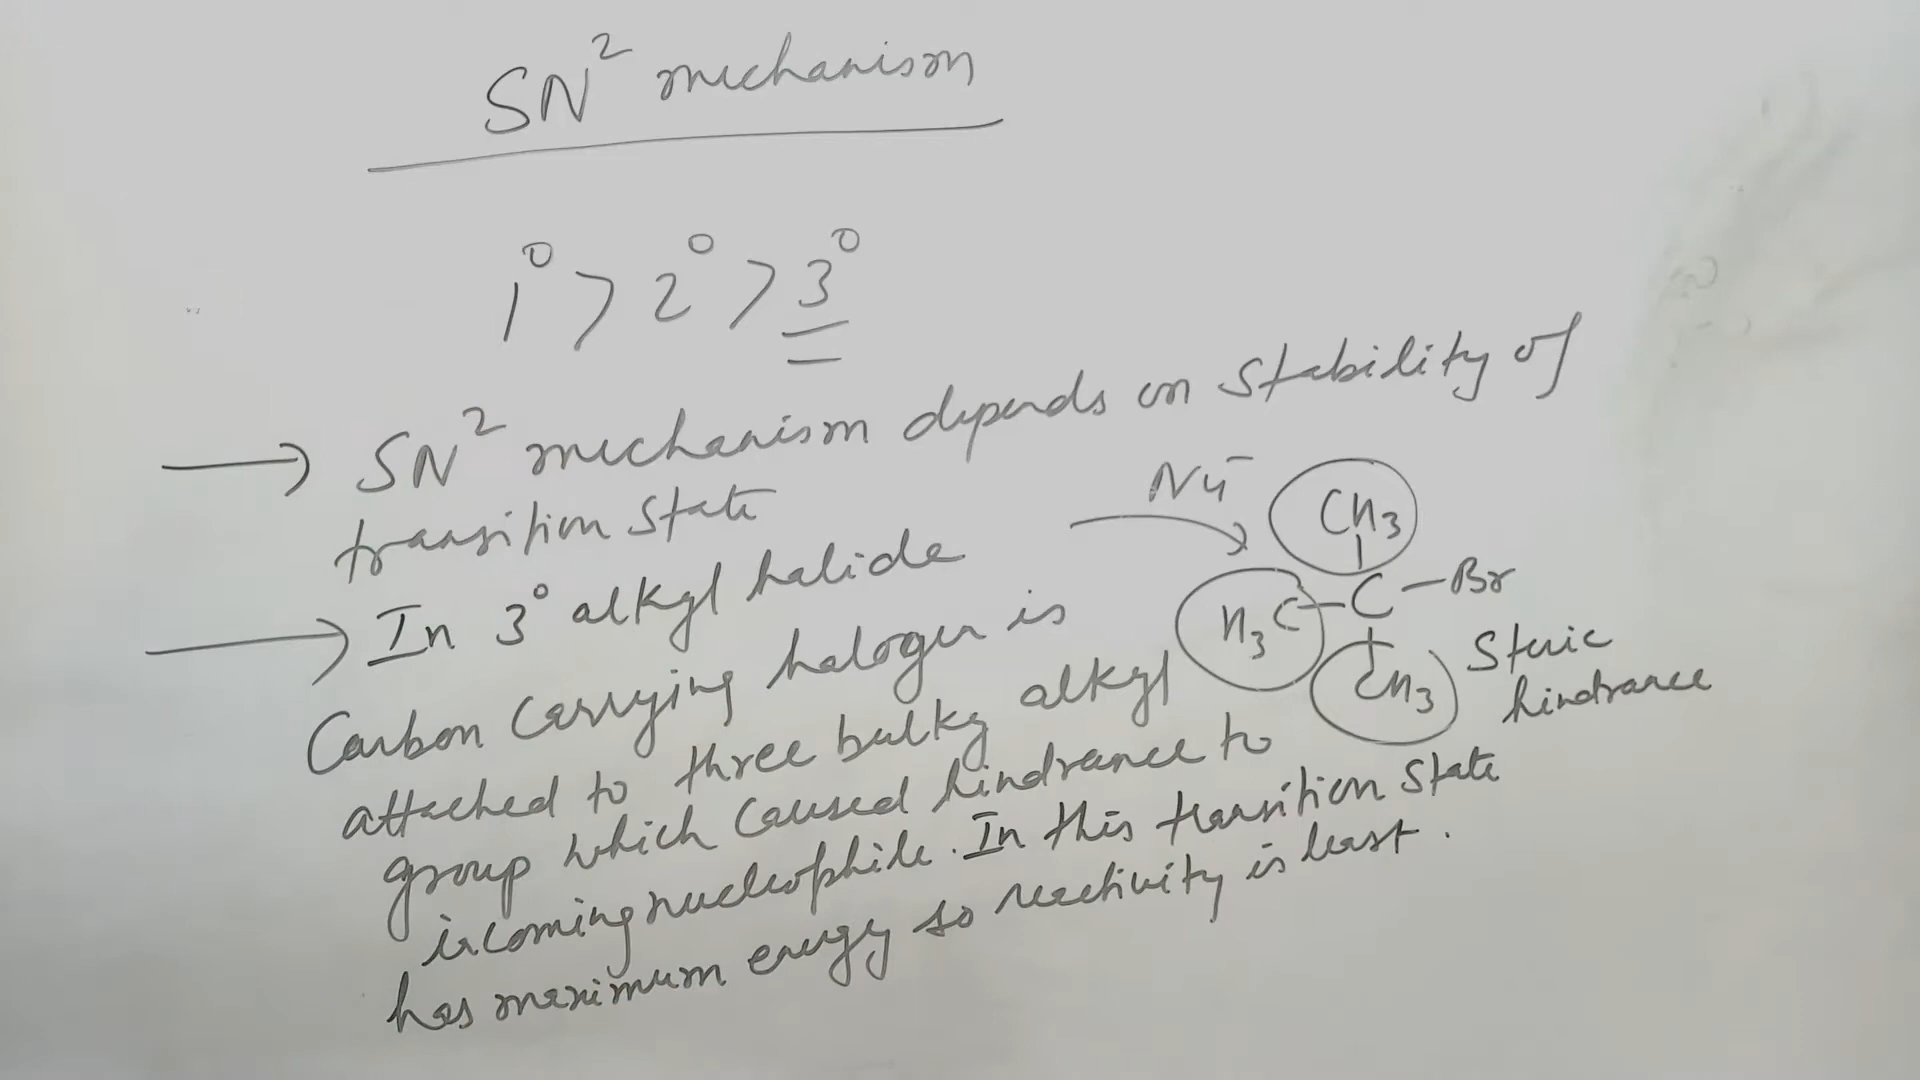 SN² mechanism
1° > 2° > 3°
→ SN² mechanism depends on stability of
transition state
→ In 3° alkyl halide
Carbon carrying halogen is
attached to three bulky alkyl
group which caused hindrance to
incoming nucleophile. In this transition state
has maximum energy so reactivity is least.
Nu⁻
CH₃
H₃C-C-Br
CH₃
Steric
hindrance